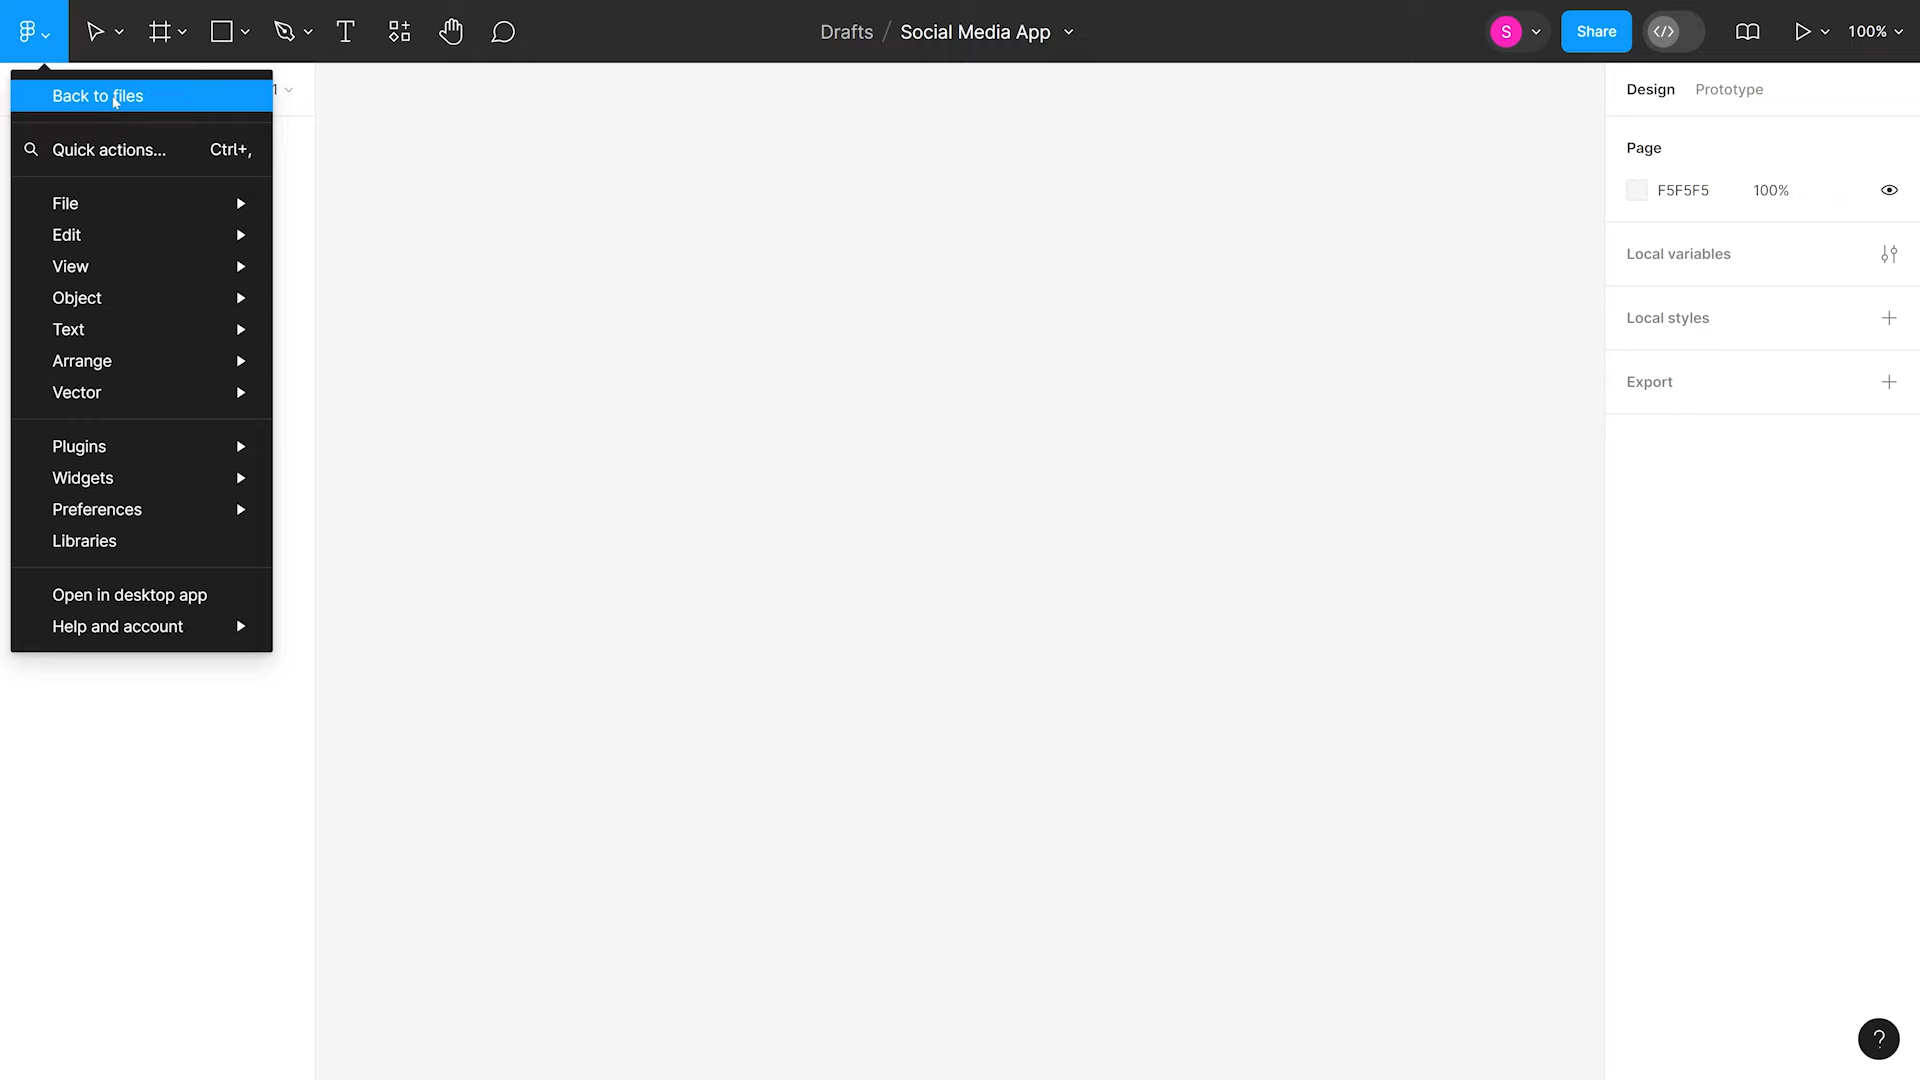 Drafts / Social Media App
S
Share
100%
Back to files
1
Quick actions... Ctrl+,
File
Edit
View
Object
Text
Arrange
Vector
Plugins
Widgets
Preferences
Libraries
Open in desktop app
Help and account
Design Prototype
Page
F5F5F5 100%
Local variables
Local styles
Export
?